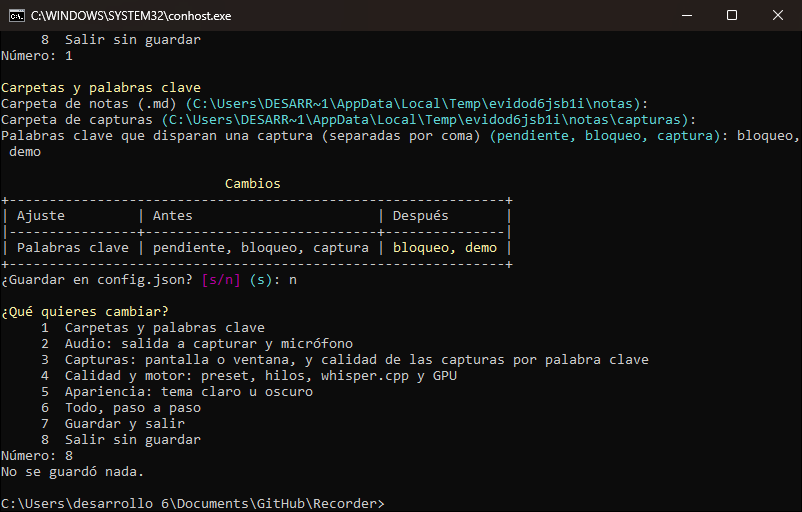 C:\WINDOWS\SYSTEM32\conhost.exe
8  Salir sin guardar
Número: 1
Carpetas y palabras clave
Carpeta de notas (.md) (C:\Users\DESARR~1\AppData\Local\Temp\evidod6jsb1i\notas):
Carpeta de capturas (C:\Users\DESARR~1\AppData\Local\Temp\evidod6jsb1i\notas\capturas):
Palabras clave que disparan una captura (separadas por coma) (pendiente, bloqueo, captura): bloqueo,
demo
Cambios
+---------------------------------------------------------------+
| Ajuste         | Antes                        | Después       |
|----------------+------------------------------+---------------|
| Palabras clave | pendiente, bloqueo, captura | bloqueo, demo |
+---------------------------------------------------------------+
¿Guardar en config.json? [s/n] (s): n
¿Qué quieres cambiar?
1  Carpetas y palabras clave
2  Audio: salida a capturar y micrófono
3  Capturas: pantalla o ventana, y calidad de las capturas por palabra clave
4  Calidad y motor: preset, hilos, whisper.cpp y GPU
5  Apariencia: tema claro u oscuro
6  Todo, paso a paso
7  Guardar y salir
8  Salir sin guardar
Número: 8
No se guardó nada.
C:\Users\desarrollo 6\Documents\GitHub\Recorder>